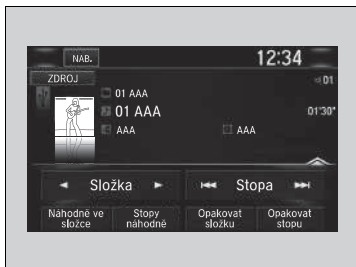 NAB. 12:34
ZDROJ 01
01 AAA
01 AAA 01'30"
AAA AAA
Složka Stopa
Náhodně ve složce
Stopy náhodně
Opakovat složku
Opakovat stopu